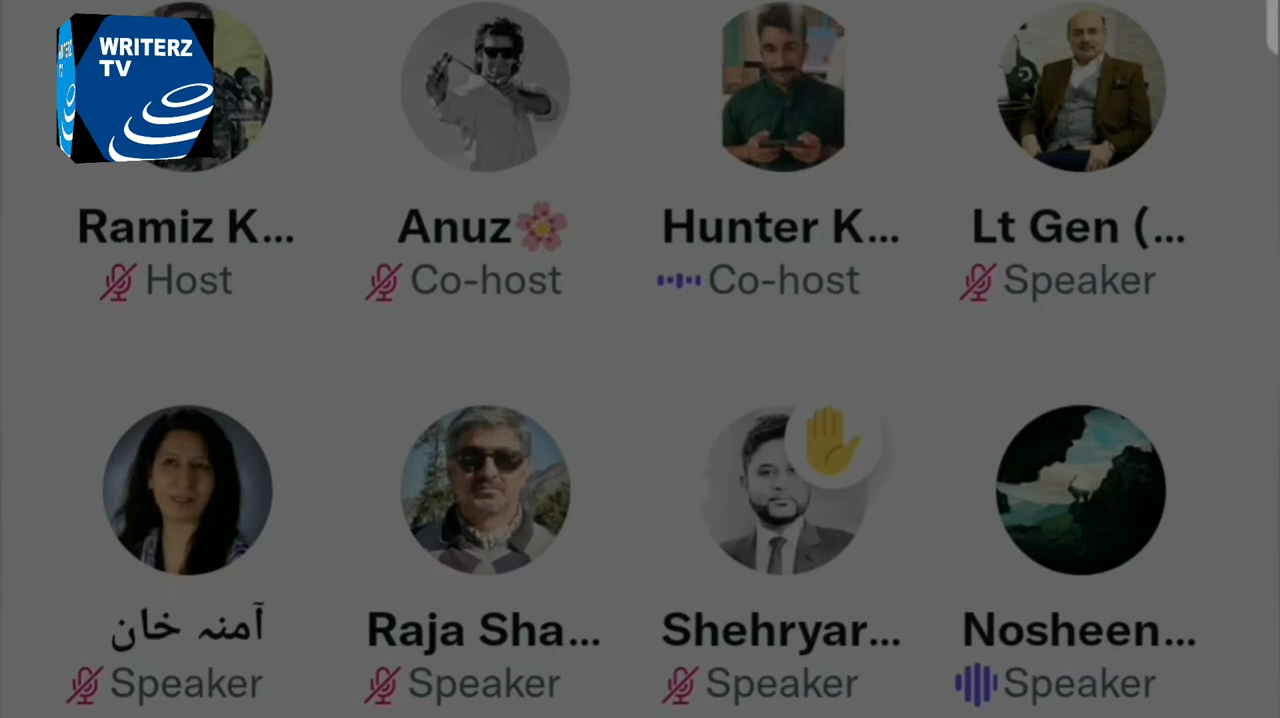 WRITERZ
TV
Ramiz K...
Anuz🌸
Hunter K...
Lt Gen (...
Host
Co-host
Co-host
Speaker
آمنہ خان
Raja Sha...
Shehryar...
Nosheen...
Speaker
Speaker
Speaker
Speaker